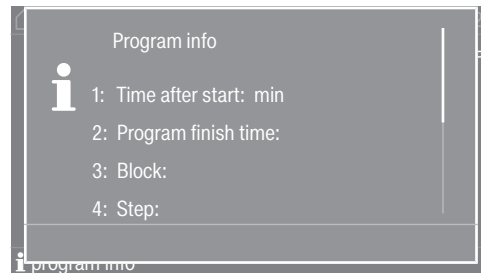 Program info
1: Time after start: min
2: Program finish time:
3: Block:
4: Step:
program info